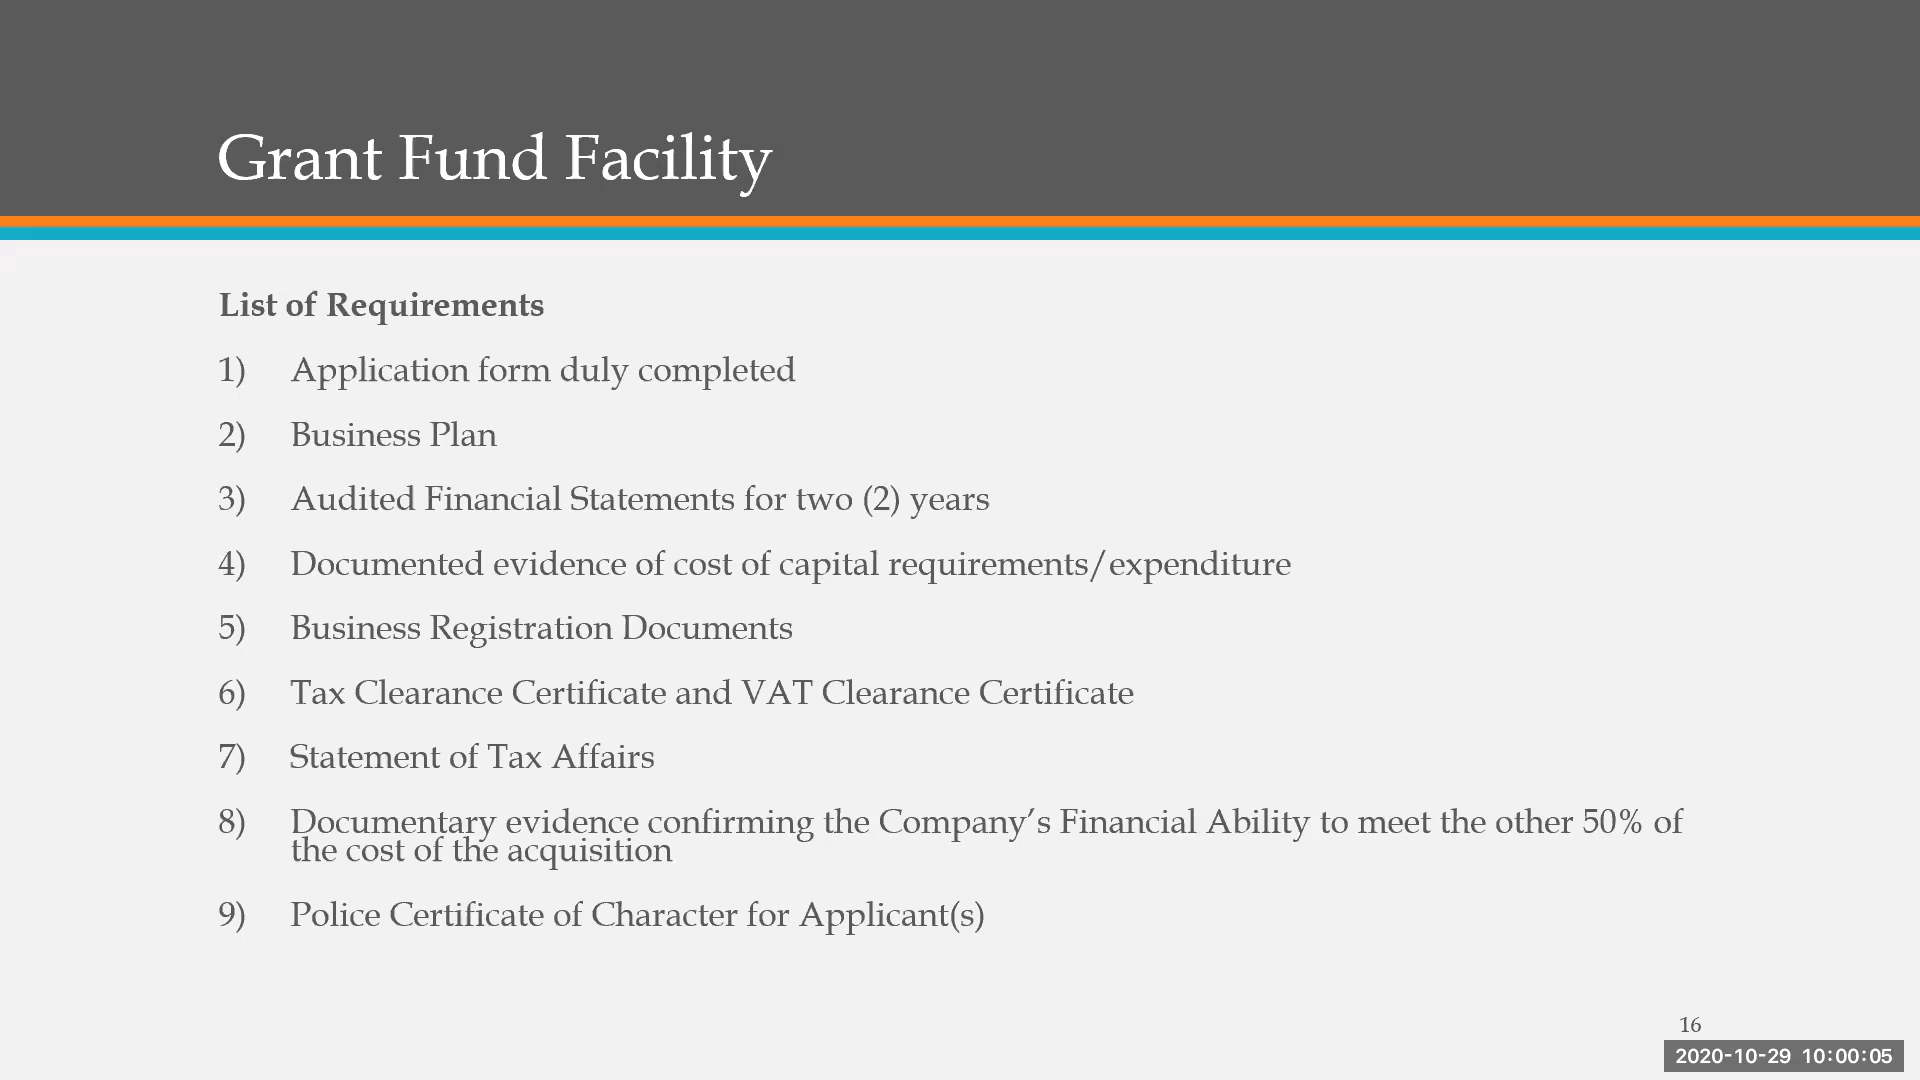 Grant Fund Facility
List of Requirements
1) Application form duly completed
2) Business Plan
3) Audited Financial Statements for two (2) years
4) Documented evidence of cost of capital requirements/expenditure
5) Business Registration Documents
6) Tax Clearance Certificate and VAT Clearance Certificate
7) Statement of Tax Affairs
8) Documentary evidence confirming the Company’s Financial Ability to meet the other 50% of
the cost of the acquisition
9) Police Certificate of Character for Applicant(s)
16
2020-10-29 10:00:05